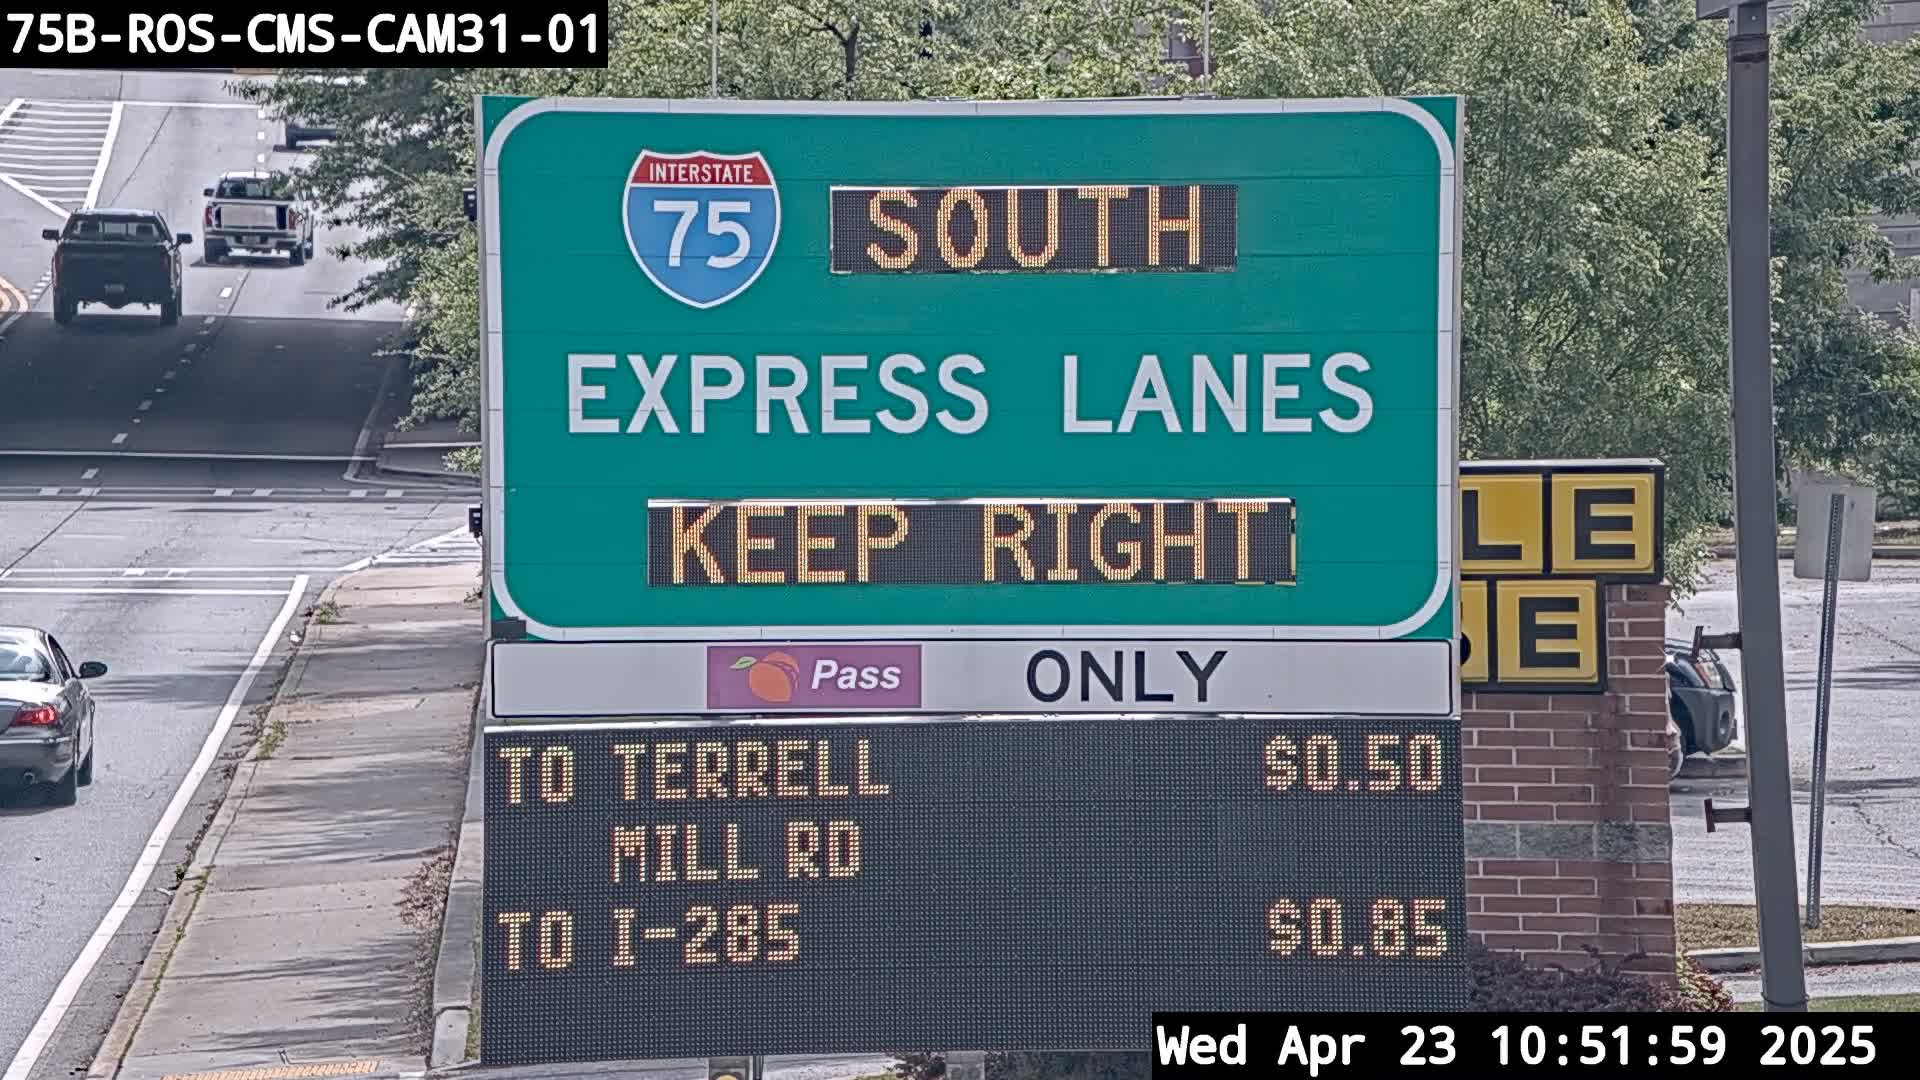 75B-ROS-CMS-CAM31-01
INTERSTATE
75
SOUTH
EXPRESS LANES
KEEP RIGHT
Pass ONLY
TO TERRELL $0.50
MILL RD
TO I-285 $0.85
LE
E
Wed Apr 23 10:51:59 2025